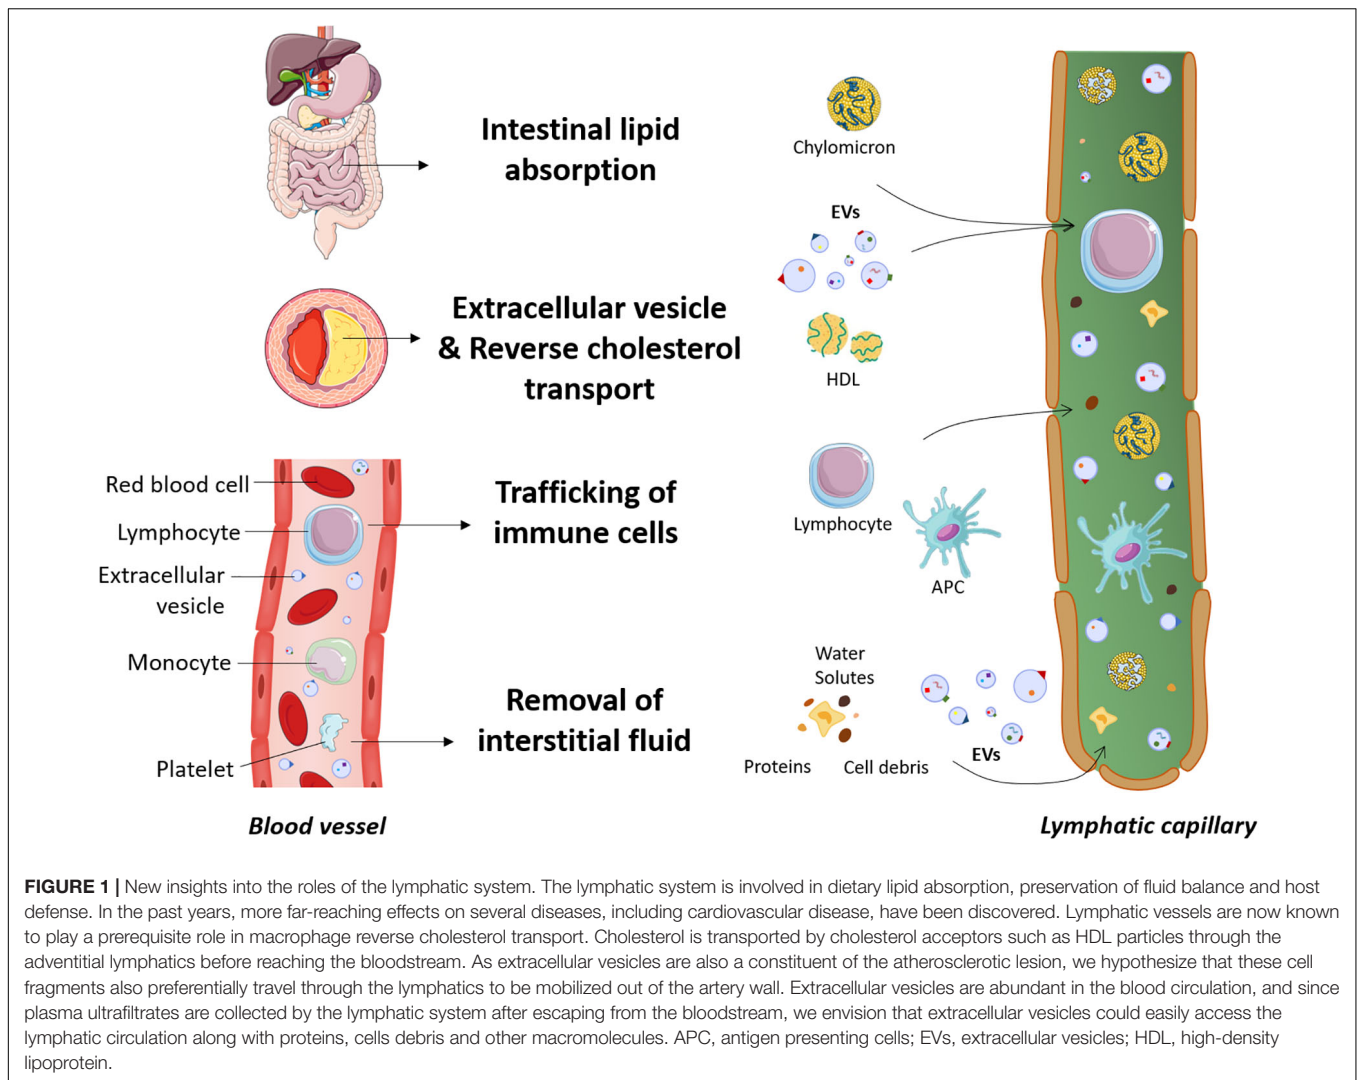 Intestinal lipid
absorption
Chylomicron
EVs
Extracellular vesicle
& Reverse cholesterol
transport
HDL
Red blood cell
Lymphocyte
Extracellular
vesicle
Monocyte
Platelet
Trafficking of
immune cells
Lymphocyte
APC
Removal of
interstitial fluid
Water
Solutes
Proteins
Cell debris
EVs
Blood vessel
Lymphatic capillary
FIGURE 1 | New insights into the roles of the lymphatic system. The lymphatic system is involved in dietary lipid absorption, preservation of fluid balance and host
defense. In the past years, more far-reaching effects on several diseases, including cardiovascular disease, have been discovered. Lymphatic vessels are now known
to play a prerequisite role in macrophage reverse cholesterol transport. Cholesterol is transported by cholesterol acceptors such as HDL particles through the
adventitial lymphatics before reaching the bloodstream. As extracellular vesicles are also a constituent of the atherosclerotic lesion, we hypothesize that these cell
fragments also preferentially travel through the lymphatics to be mobilized out of the artery wall. Extracellular vesicles are abundant in the blood circulation, and since
plasma ultrafiltrates are collected by the lymphatic system after escaping from the bloodstream, we envision that extracellular vesicles could easily access the
lymphatic circulation along with proteins, cells debris and other macromolecules. APC, antigen presenting cells; EVs, extracellular vesicles; HDL, high-density
lipoprotein.